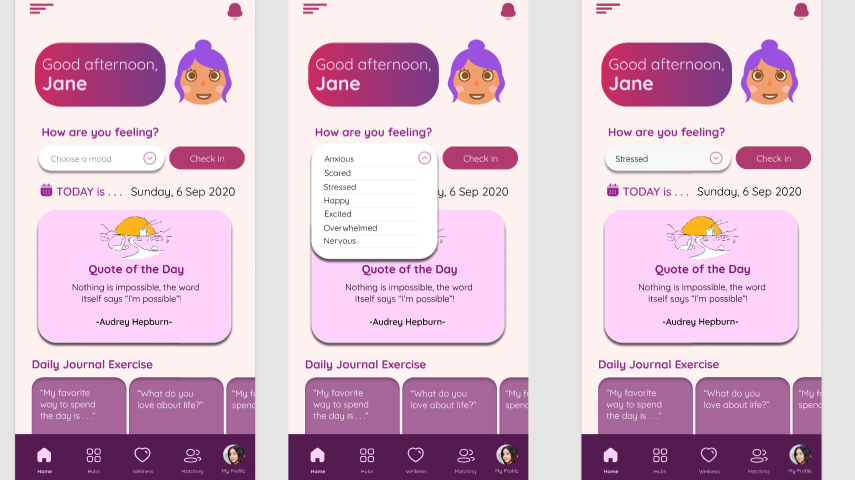 Good afternoon,
Jane
How are you feeling?
Choose a mood
Check in
TODAY is . . .
Sunday, 6 Sep 2020
Quote of the Day
Nothing is impossible, the word
itself says “I’m possible”!
-Audrey Hepburn-
Daily Journal Exercise
“My favorite
way to spend
the day is . . .”
“What do you
love about life?”
“My fa
spend
Home
Hubs
Wellness
Matching
My Profile
Good afternoon,
Jane
How are you feeling?
Anxious
Scared
Stressed
Happy
Excited
Overwhelmed
Nervous
Check in
y, 6 Sep 2020
Quote of the Day
Nothing is impossible, the word
itself says “I’m possible”!
-Audrey Hepburn-
Daily Journal Exercise
“My favorite
way to spend
the day is . . .”
“What do you
love about life?”
“My fa
spend
Home
Hubs
Wellness
Matching
My Profile
Good afternoon,
Jane
How are you feeling?
Stressed
Check in
TODAY is . . .
Sunday, 6 Sep 2020
Quote of the Day
Nothing is impossible, the word
itself says “I’m possible”!
-Audrey Hepburn-
Daily Journal Exercise
“My favorite
way to spend
the day is . . .”
“What do you
love about life?”
“My fa
spend
Home
Hubs
Wellness
Matching
My Profile